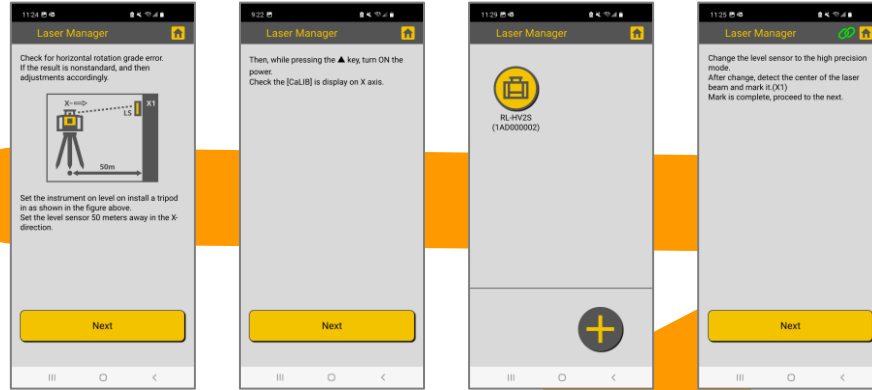 11:24
Laser Manager
Check for horizontal rotation grade error.
If the result is nonstandard, and then
adjustments accordingly.
X
X1
LS
50m
Set the instrument on level on install a tripod
in as shown in the figure above.
Set the level sensor 50 meters away in the X-
direction.
Next
9:22
Laser Manager
Then, while pressing the ▲ key, turn ON the
power.
Check the [CaLIB] is display on X axis.
Next
11:29
Laser Manager
RL-HV2S
(1AD000002)
11:25
Laser Manager
Change the level sensor to the high precision
mode.
After change, detect the center of the laser
beam and mark it.(X1)
Mark is complete, proceed to the next.
Next